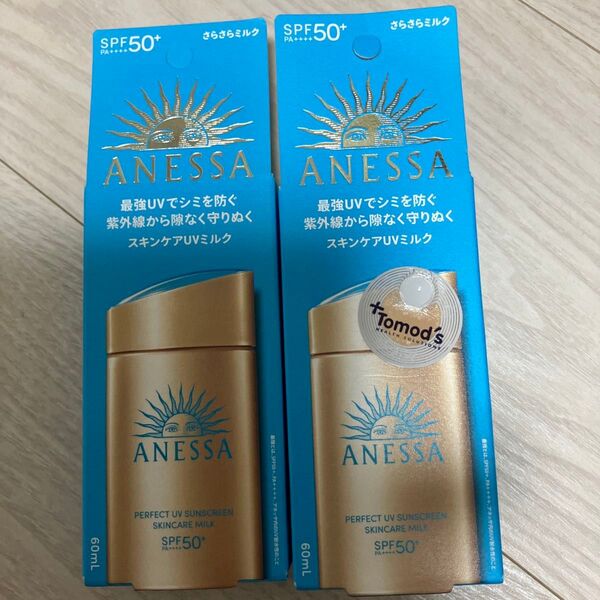 SPF50+
PA++++
さらさらミルク
ANESSA
最強UVでシミを防ぐ
紫外線から隙なく守りぬく
スキンケアUVミルク
ANESSA
PERFECT UV SUNSCREEN
SKINCARE MILK
SPF50+
PA++++
60mL
SPF50+
PA++++
さらさらミルク
ANESSA
最強UVでシミを防ぐ
紫外線から隙なく守りぬく
スキンケアUVミルク
+Tomod's
HEALTH SOLUTIONS
ANESSA
PERFECT UV SUNSCREEN
SKINCARE MILK
SPF50+
PA++++
60mL